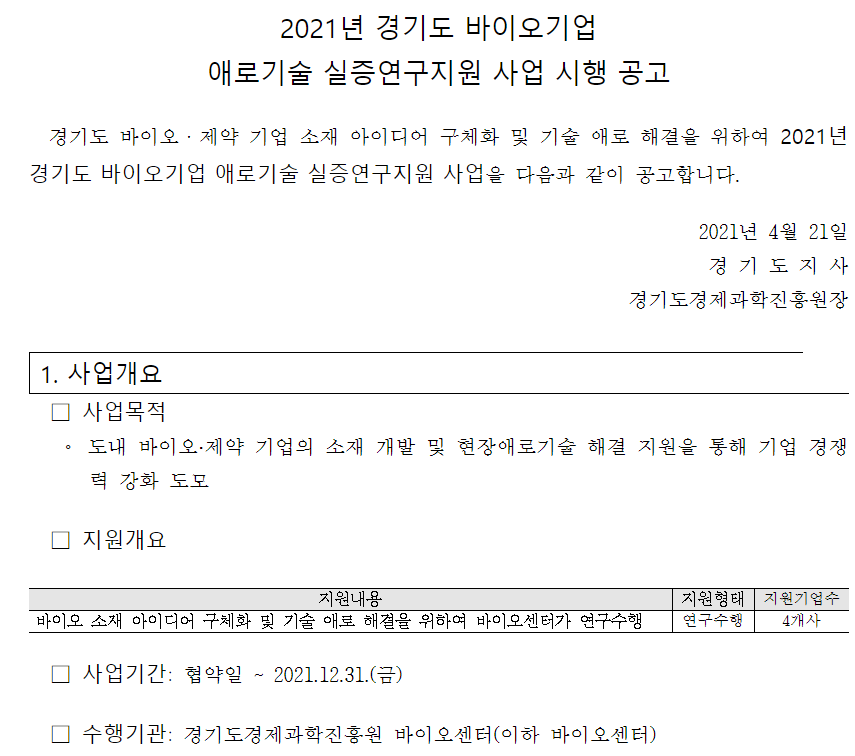 2021년 경기도 바이오기업
애로기술 실증연구지원 사업 시행 공고
경기도 바이오·제약 기업 소재 아이디어 구체화 및 기술 애로 해결을 위하여 2021년
경기도 바이오기업 애로기술 실증연구지원 사업을 다음과 같이 공고합니다.
2021년 4월 21일
경 기 도 지 사
경기도경제과학진흥원장
1. 사업개요
□ 사업목적
◦ 도내 바이오·제약 기업의 소재 개발 및 현장애로기술 해결 지원을 통해 기업 경쟁
력 강화 도모
□ 지원개요
지원내용 지원형태 지원기업수
바이오 소재 아이디어 구체화 및 기술 애로 해결을 위하여 바이오센터가 연구수행 연구수행 4개사
□ 사업기간: 협약일 ~ 2021.12.31.(금)
□ 수행기관: 경기도경제과학진흥원 바이오센터(이하 바이오센터)